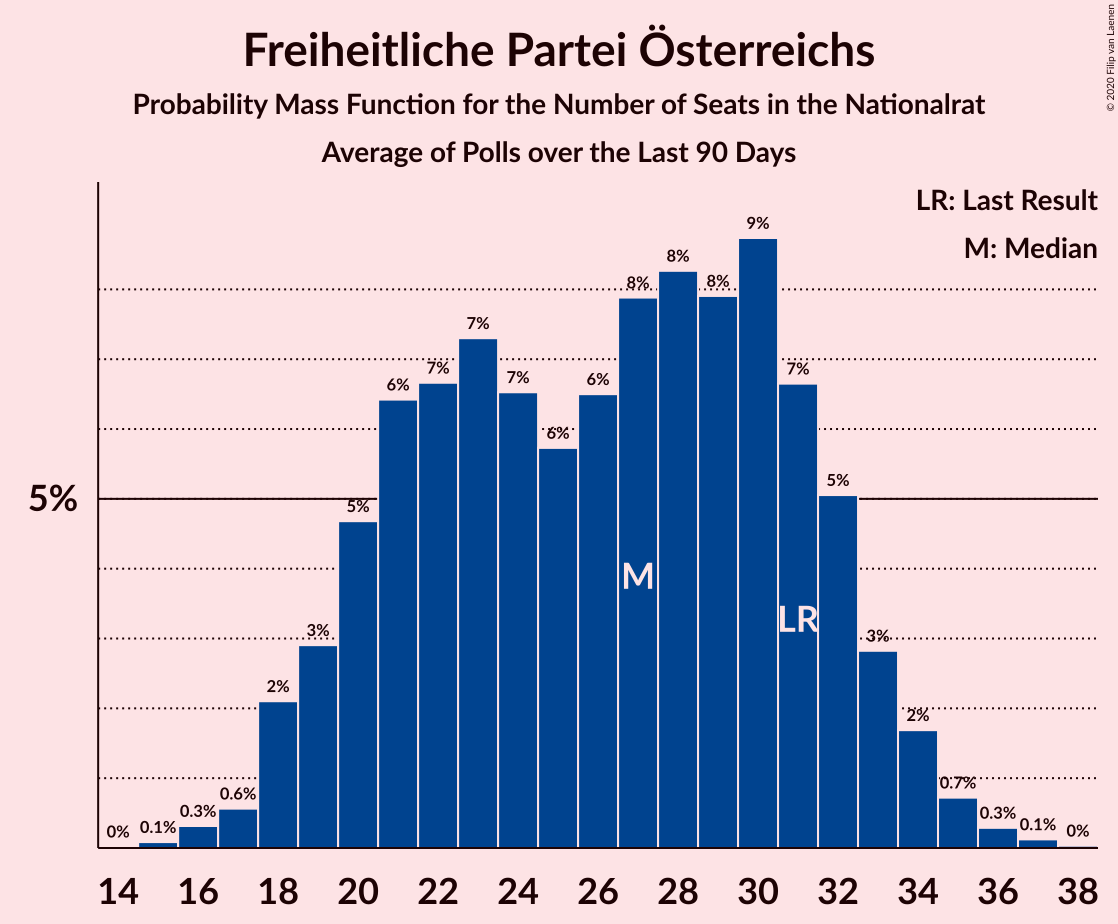 Freiheitliche Partei Österreichs
Probability Mass Function for the Number of Seats in the Nationalrat
Average of Polls over the Last 90 Days
© 2020 Filip van Laenen
LR: Last Result
M: Median
5%
0% 0.1% 0.3% 0.6% 2% 3% 5% 6% 7% 7% 7% 6% 6% 8% 8% 8% 9% 7% 5% 3% 2% 0.7% 0.3% 0.1% 0%
M
LR
14 16 18 20 22 24 26 28 30 32 34 36 38